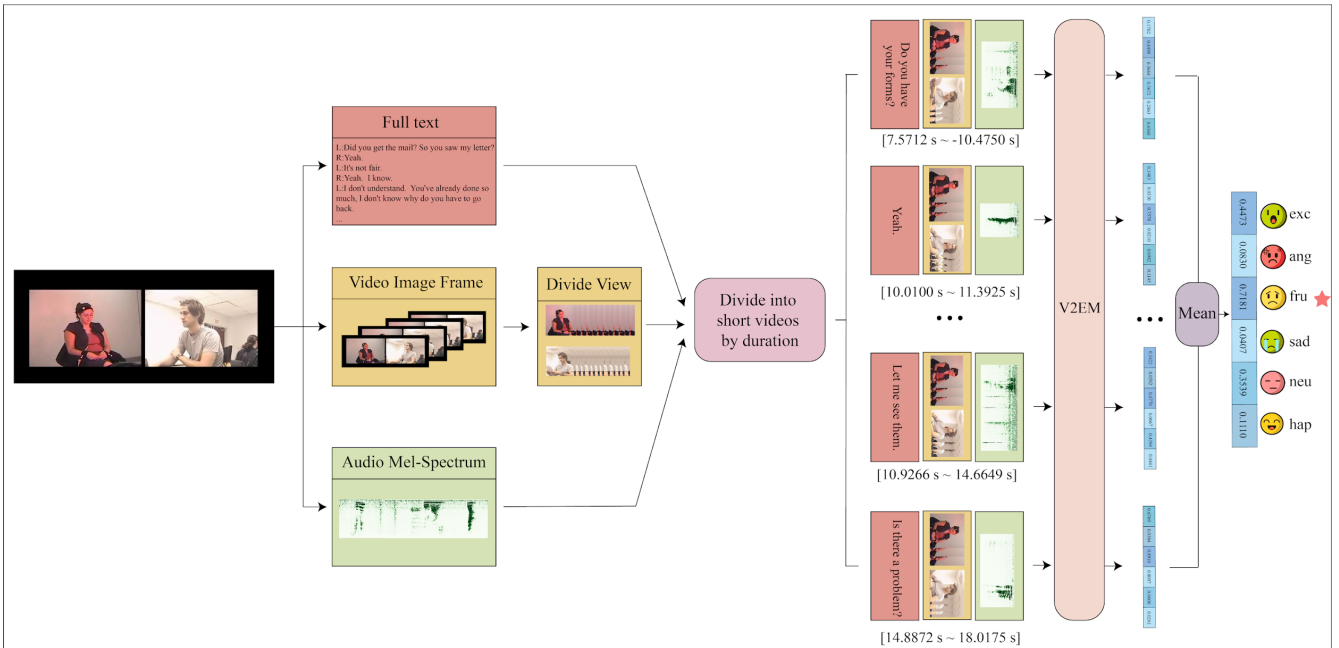 Full text
L:Did you get the mail? So you saw my letter?
R:Yeah.
L:It's not fair.
R:Yeah.  I know.
L:I don't understand.  You've already done so
much, I don't know why do you have to go
back.
...
Video Image Frame
Divide View
Audio Mel-Spectrum
Divide into
short videos
by duration
Do you have
your forms?
[7.5712 s ~ -10.4750 s]
Yeah.
[10.0100 s ~ 11.3925 s]
...
Let me see them.
[10.9266 s ~ 14.6649 s]
Is there a problem?
[14.8872 s ~ 18.0175 s]
V2EM
...
Mean
0.4473
exc
0.0830
ang
0.7181
fru
0.0407
sad
0.3539
neu
0.1110
hap